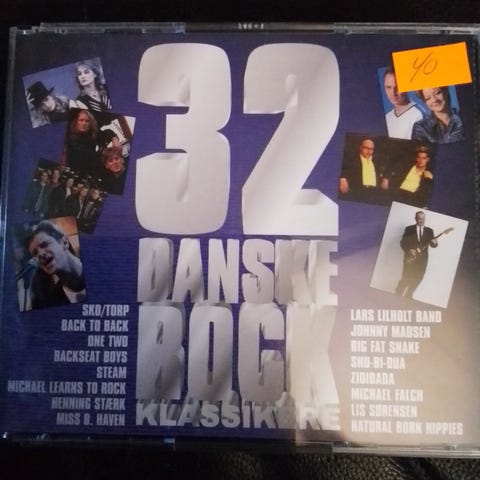 40
32
DANSKE
ROCK
KLASSIKERE
SKO/TORP
BACK TO BACK
ONE TWO
BACKSEAT BOYS
STEAM
MICHAEL LEARNS TO ROCK
HENNING STÆRK
MISS B. HAVEN
LARS LILHOLT BAND
JOHNNY MADSEN
BIG FAT SNAKE
SHU-BI-DUA
ZIDIDADA
MICHAEL FALCH
LIS SØRENSEN
NATURAL BORN HIPPIES